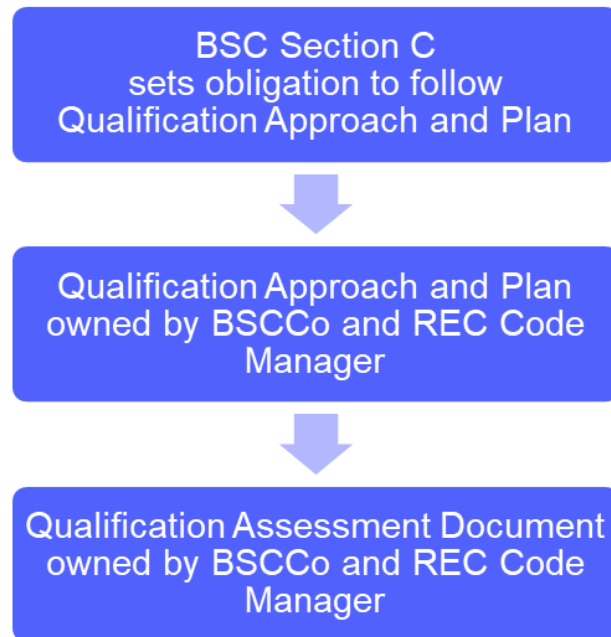 BSC Section C
sets obligation to follow
Qualification Approach and Plan
Qualification Approach and Plan
owned by BSCCo and REC Code
Manager
Qualification Assessment Document
owned by BSCCo and REC Code
Manager